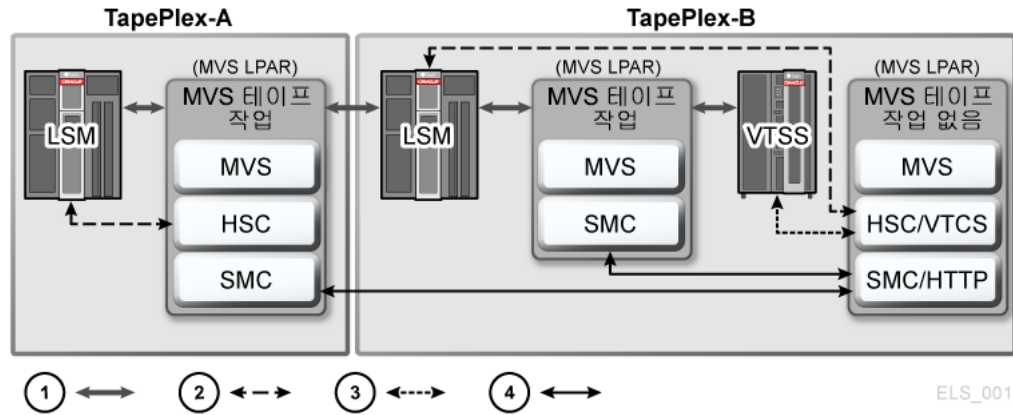 TapePlex-A
TapePlex-B
LSM
(MVS LPAR)
MVS 테이프
작업
MVS
HSC
SMC
LSM
(MVS LPAR)
MVS 테이프
작업
MVS
SMC
VTSS
(MVS LPAR)
MVS 테이프
작업 없음
MVS
HSC/VTCS
SMC/HTTP
1
2
3
4
ELS_001